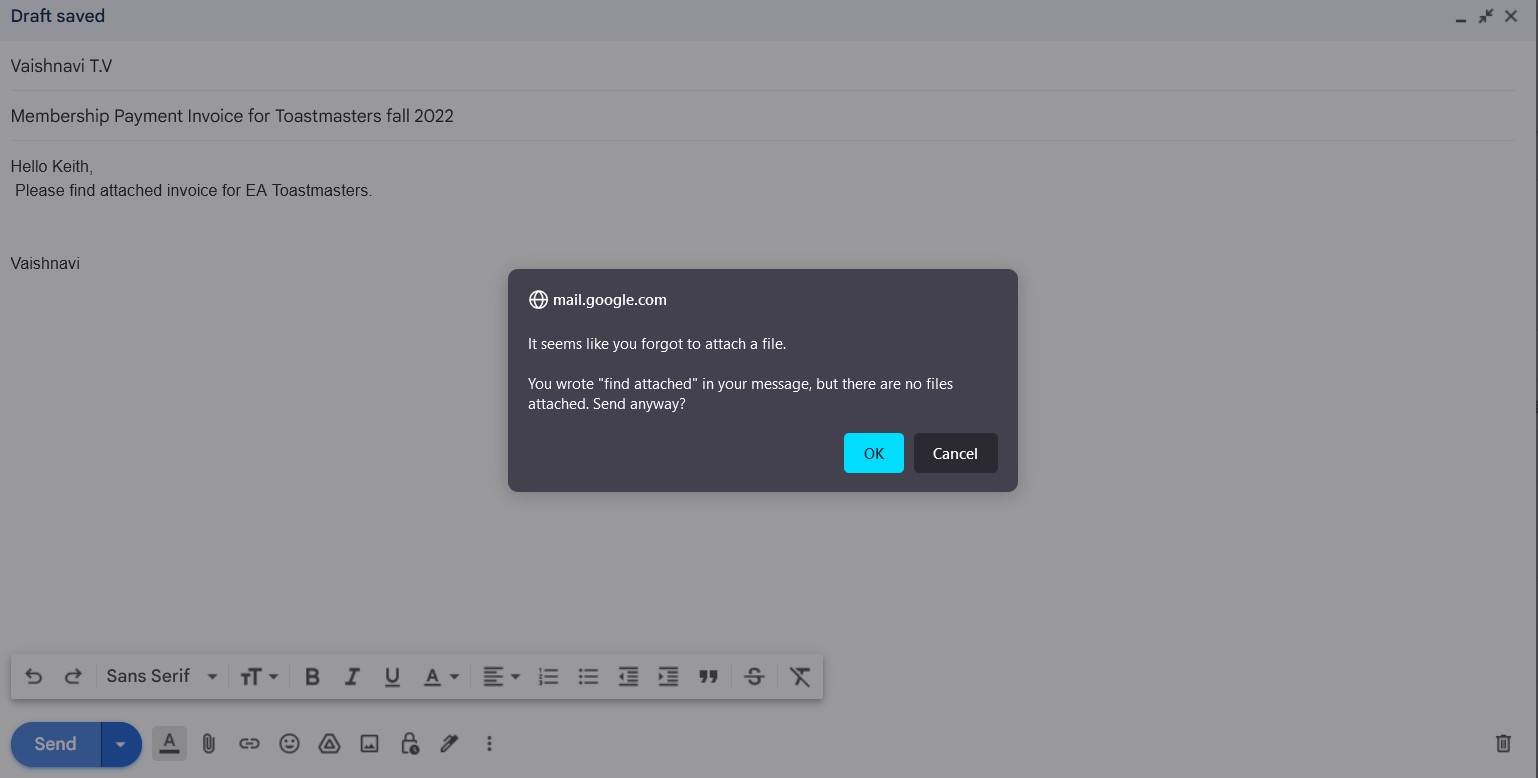 Draft saved
Vaishnavi T.V
Membership Payment Invoice for Toastmasters fall 2022
Hello Keith,
Please find attached invoice for EA Toastmasters.
Vaishnavi
mail.google.com
It seems like you forgot to attach a file.
You wrote "find attached" in your message, but there are no files
attached. Send anyway?
OK Cancel
Sans Serif
Send